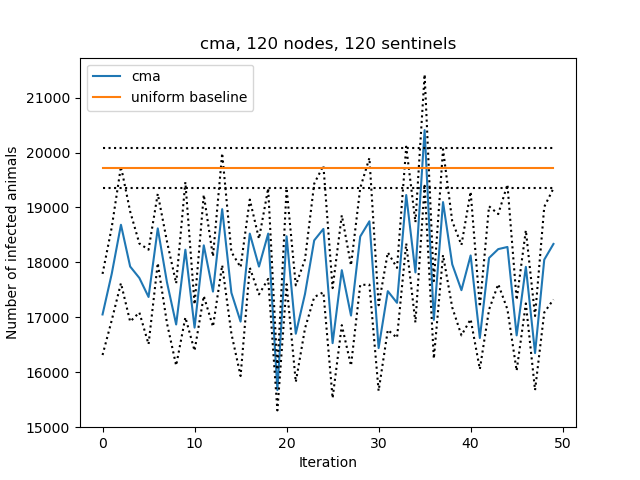 cma, 120 nodes, 120 sentinels
cma
uniform baseline
Number of infected animals
21000
20000
19000
18000
17000
16000
15000
0
10
20
30
40
50
Iteration